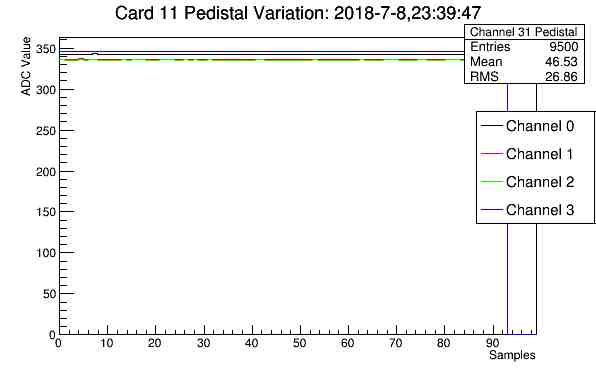 Card 11 Pedistal Variation: 2018-7-8,23:39:47
Channel 31 Pedistal
Entries 9500
Mean 46.53
RMS 26.86
ADC Value
350
300
250
200
150
100
50
0
Channel 0
Channel 1
Channel 2
Channel 3
0 10 20 30 40 50 60 70 80 90
Samples